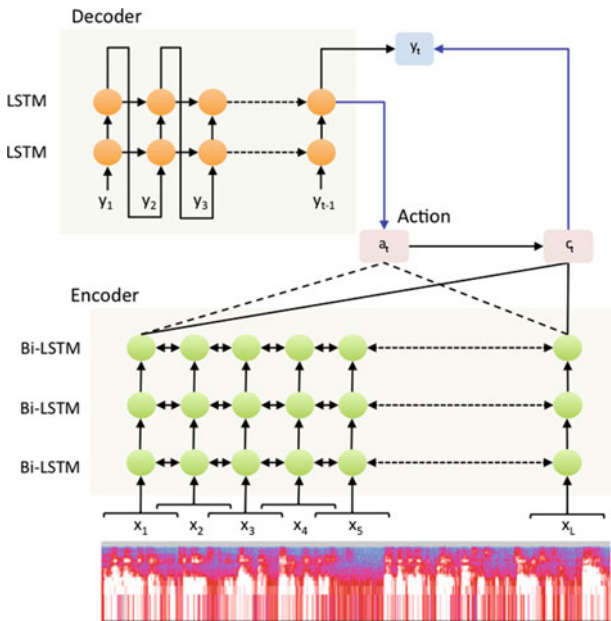 Decoder
y_t
LSTM
LSTM
y_1 y_2 y_3 y_t-1
Action
a_t c_t
Encoder
Bi-LSTM
Bi-LSTM
Bi-LSTM
x_1 x_2 x_3 x_4 x_5 x_L